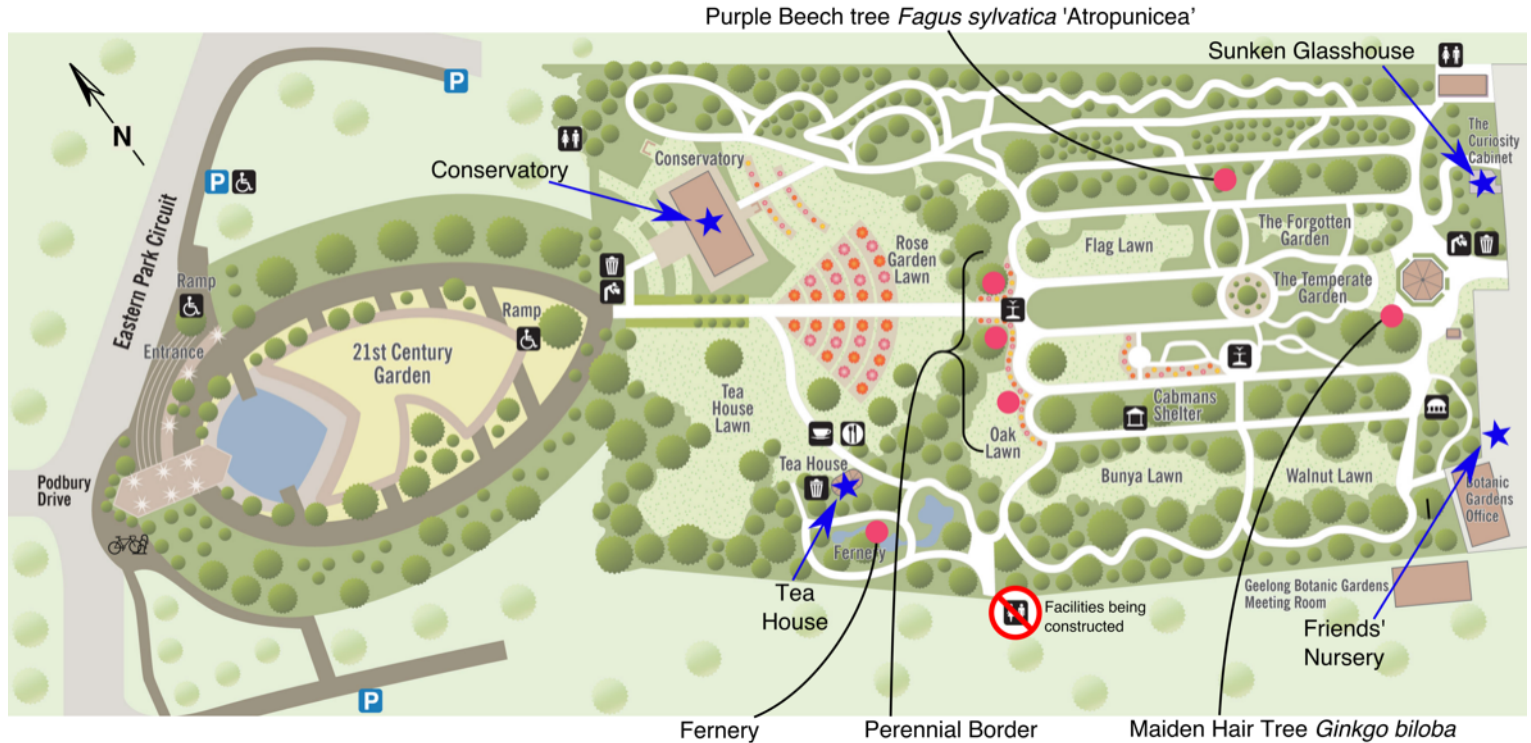 Purple Beech tree Fagus sylvatica 'Atropunicea’
Sunken Glasshouse
N
P
P
Conservatory
Conservatory
The
Curiosity
Cabinet
Eastern Park Circuit
Rose
Garden
Lawn
Flag Lawn
The Forgotten
Garden
Ramp
Ramp
The Temperate
Garden
Entrance
21st Century
Garden
Tea
House
Lawn
Cabmans
Shelter
Oak
Lawn
Tea House
Bunya Lawn
Walnut Lawn
Podbury
Drive
Botanic
Gardens
Office
Fernery
Tea
House
Facilities being
constructed
Geelong Botanic Gardens
Meeting Room
Friends'
Nursery
P
Fernery
Perennial Border
Maiden Hair Tree Ginkgo biloba